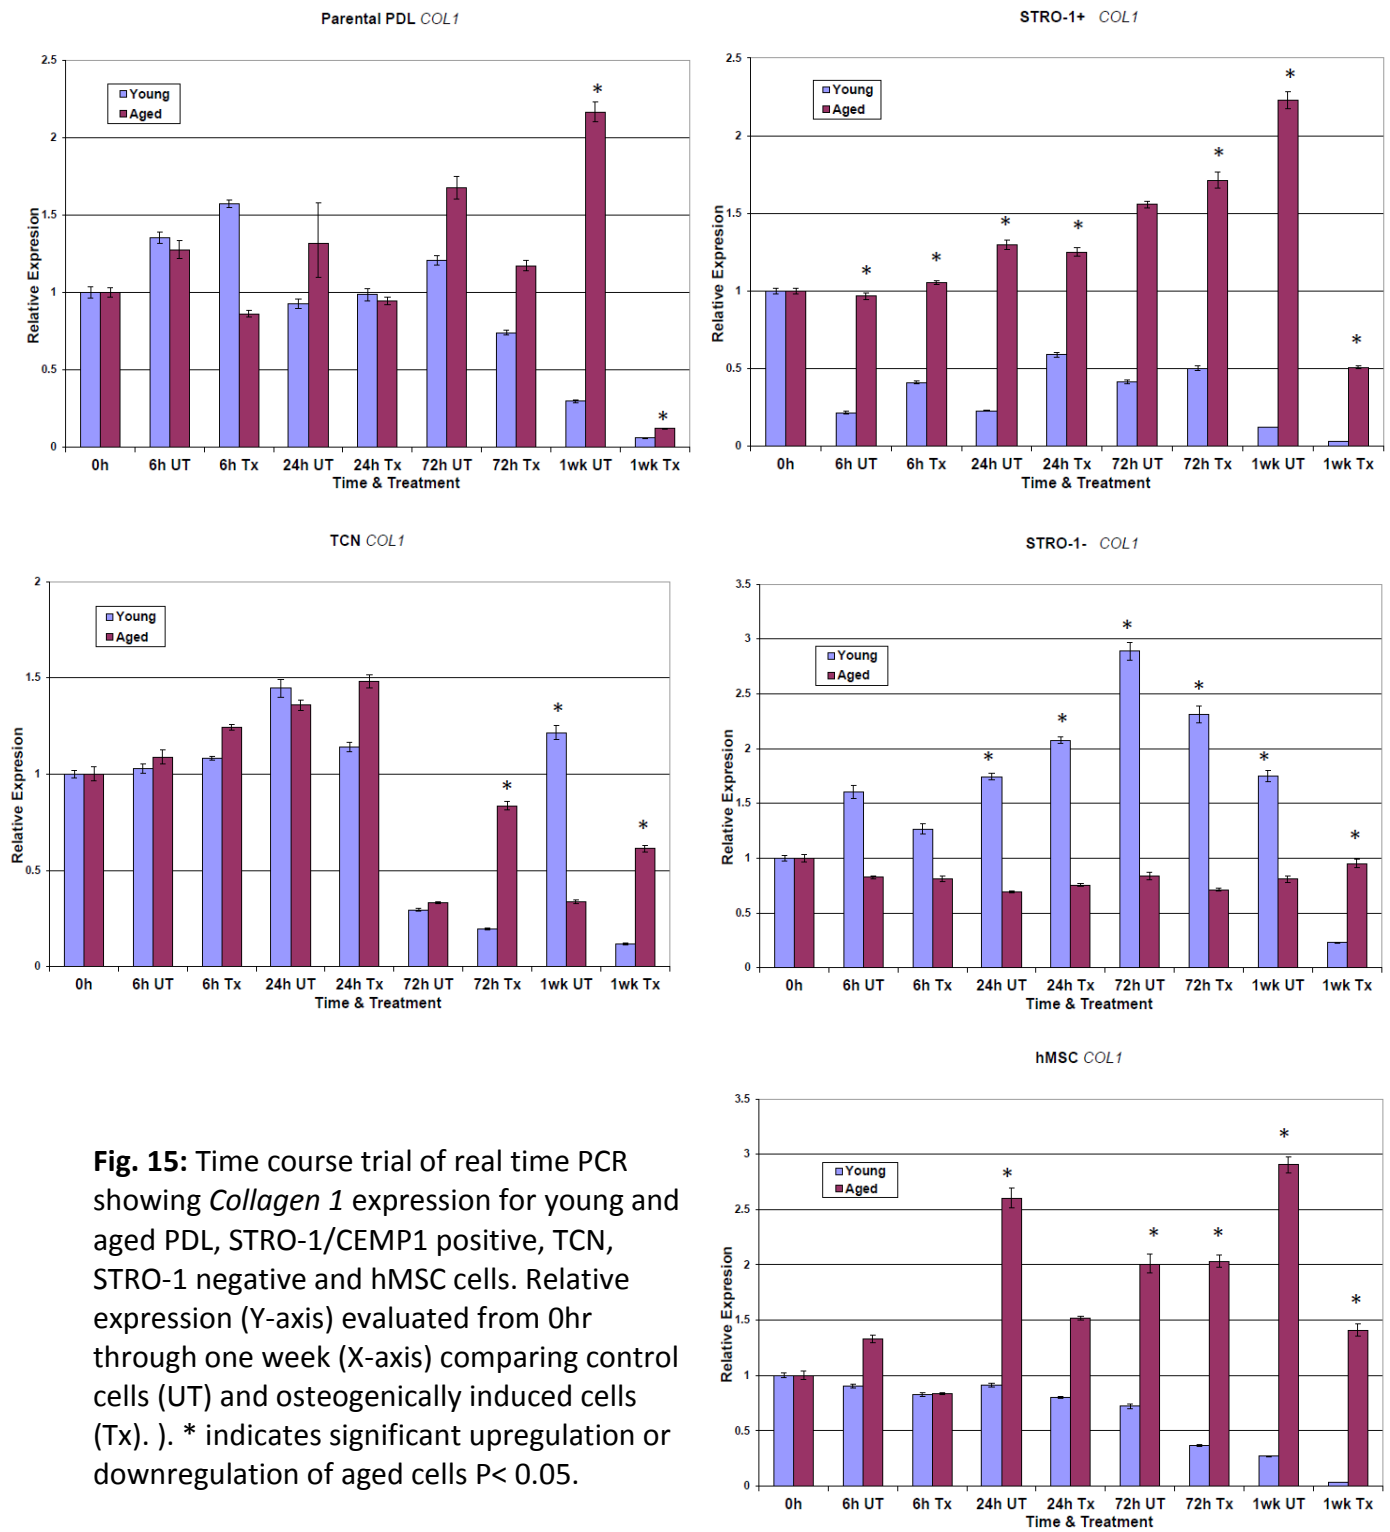 Parental PDL COL1
2.5
2
1.5
1
0.5
0
Relative Expresion
Young
Aged
*
*
0h 6h UT 6h Tx 24h UT 24h Tx 72h UT 72h Tx 1wk UT 1wk Tx
Time & Treatment
STRO-1+ COL1
2.5
2
1.5
1
0.5
0
Relative Expresion
Young
Aged
* * * * * * *
0h 6h UT 6h Tx 24h UT 24h Tx 72h UT 72h Tx 1wk UT 1wk Tx
Time & Treatment
TCN COL1
2
1.5
1
0.5
0
Relative Expresion
Young
Aged
* * *
0h 6h UT 6h Tx 24h UT 24h Tx 72h UT 72h Tx 1wk UT 1wk Tx
Time & Treatment
STRO-1- COL1
3.5
3
2.5
2
1.5
1
0.5
0
Relative Expresion
Young
Aged
* * * * * *
0h 6h UT 6h Tx 24h UT 24h Tx 72h UT 72h Tx 1wk UT 1wk Tx
Time & Treatment
hMSC COL1
3.5
3
2.5
2
1.5
1
0.5
0
Relative Expresion
Young
Aged
* * * * *
0h 6h UT 6h Tx 24h UT 24h Tx 72h UT 72h Tx 1wk UT 1wk Tx
Time & Treatment
Fig. 15: Time course trial of real time PCR
showing Collagen 1 expression for young and
aged PDL, STRO-1/CEMP1 positive, TCN,
STRO-1 negative and hMSC cells. Relative
expression (Y-axis) evaluated from 0hr
through one week (X-axis) comparing control
cells (UT) and osteogenically induced cells
(Tx). ). * indicates significant upregulation or
downregulation of aged cells P< 0.05.